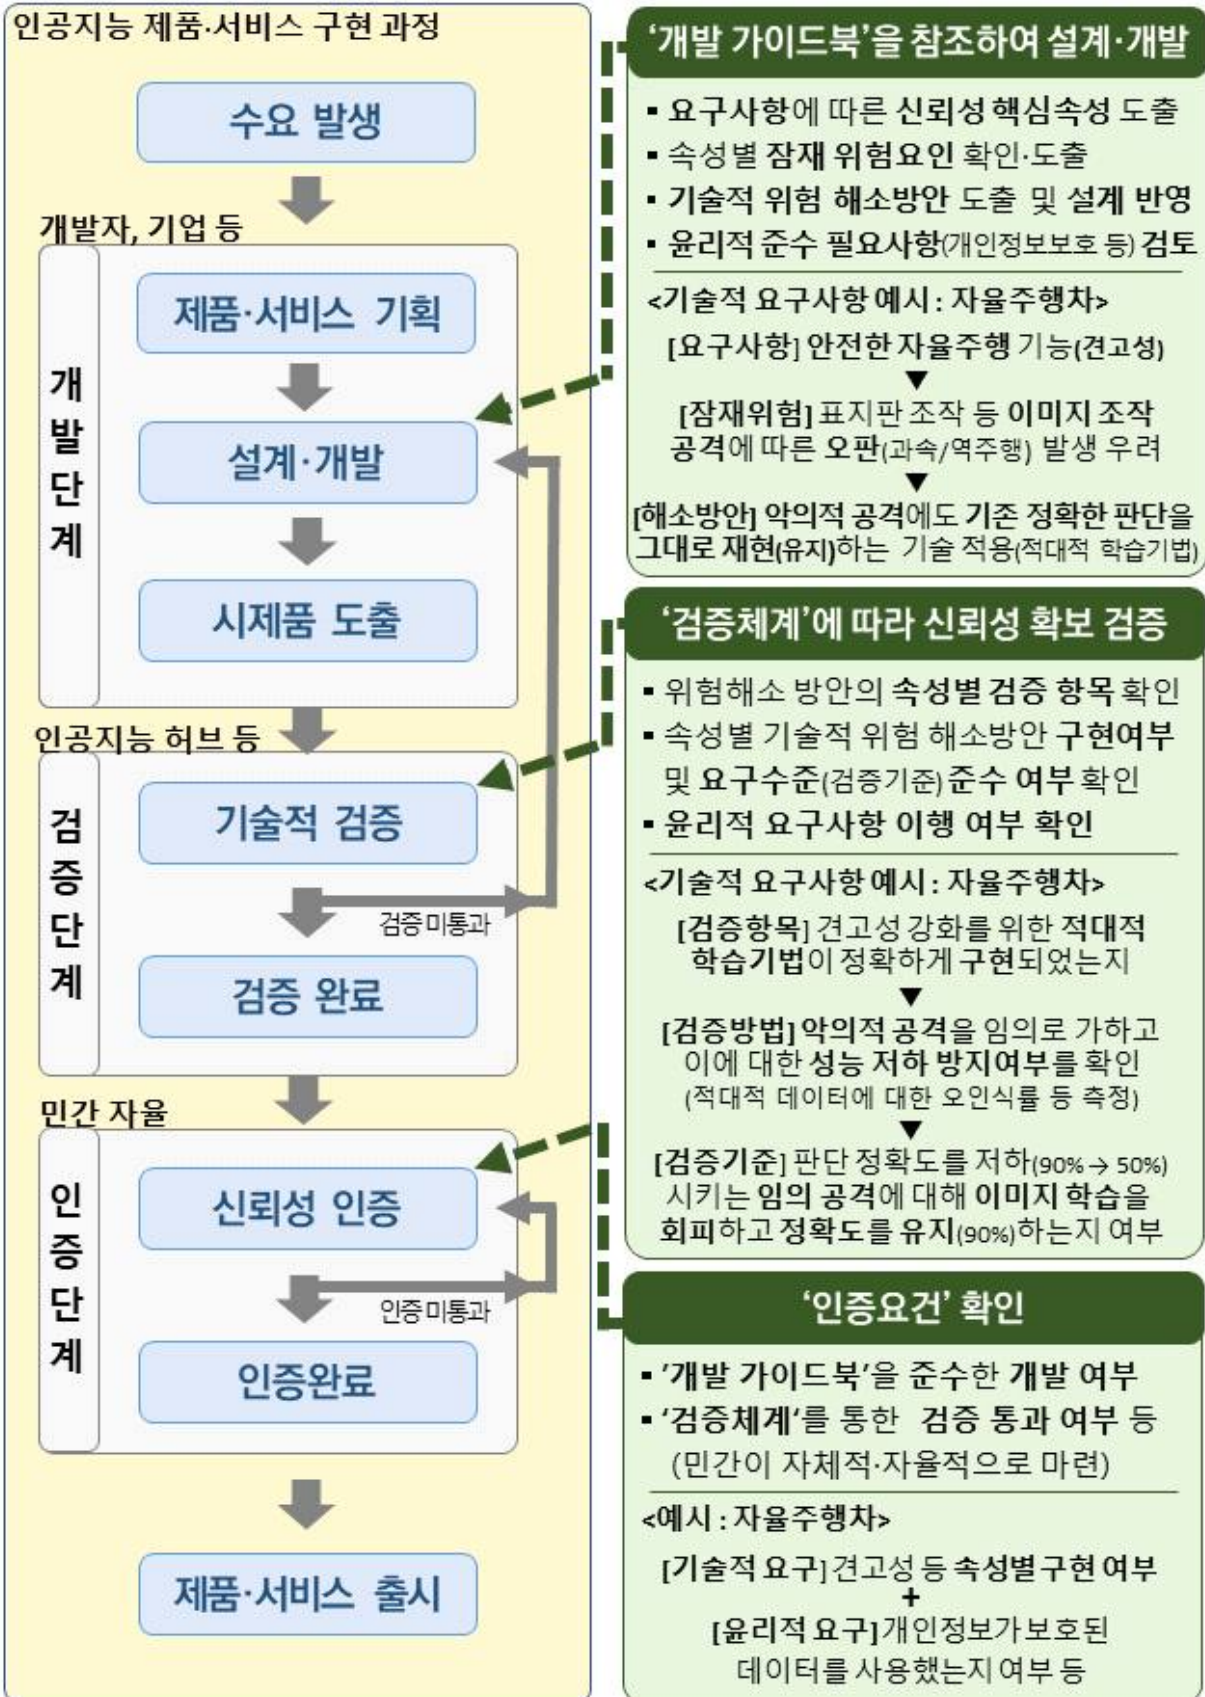 인공지능 제품·서비스 구현 과정
수요 발생
개발자, 기업 등
개발단계
제품·서비스 기획
설계·개발
시제품 도출
인공지능 허브 등
검증단계
기술적 검증
검증 미통과
검증 완료
민간 자율
인증단계
신뢰성 인증
인증 미통과
인증완료
제품·서비스 출시
‘개발 가이드북’을 참조하여 설계·개발
▪ 요구사항에 따른 신뢰성 핵심속성 도출
▪ 속성별 잠재 위험요인 확인·도출
▪ 기술적 위험 해소방안 도출 및 설계 반영
▪ 윤리적 준수 필요사항(개인정보보호 등) 검토
<기술적 요구사항 예시 : 자율주행차>
[요구사항] 안전한 자율주행 기능(견고성)
▼
[잠재위험] 표지판 조작 등 이미지 조작
공격에 따른 오판(과속/역주행) 발생 우려
▼
[해소방안] 악의적 공격에도 기존 정확한 판단을
그대로 재현(유지)하는 기술 적용(적대적 학습기법)
‘검증체계’에 따라 신뢰성 확보 검증
▪ 위험해소 방안의 속성별 검증 항목 확인
▪ 속성별 기술적 위험 해소방안 구현여부
및 요구수준(검증기준) 준수 여부 확인
▪ 윤리적 요구사항 이행 여부 확인
<기술적 요구사항 예시 : 자율주행차>
[검증항목] 견고성 강화를 위한 적대적
학습기법이 정확하게 구현되었는지
▼
[검증방법] 악의적 공격을 임의로 가하고
이에 대한 성능 저하 방지여부를 확인
(적대적 데이터에 대한 오인식률 등 측정)
▼
[검증기준] 판단 정확도를 저하(90%→ 50%)
시키는 임의 공격에 대해 이미지 학습을
회피하고 정확도를 유지(90%)하는지 여부
‘인증요건’ 확인
▪ ‘개발 가이드북’을 준수한 개발 여부
▪ ‘검증체계‘를 통한 검증 통과 여부 등
(민간이 자체적·자율적으로 마련)
<예시 : 자율주행차>
[기술적 요구] 견고성 등 속성별 구현 여부
+
[윤리적 요구] 개인정보가 보호된
데이터를 사용했는지 여부 등